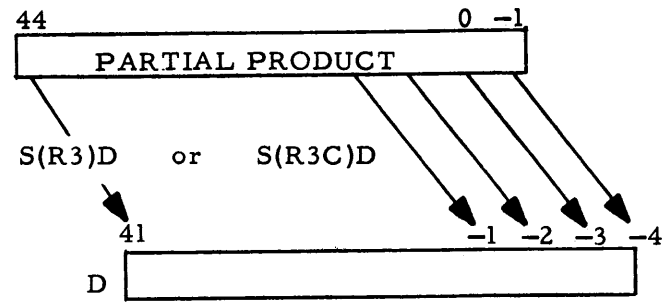 44 0 -1
PARTIAL PRODUCT
S(R3)D or S(R3C)D
41 -1 -2 -3 -4
D